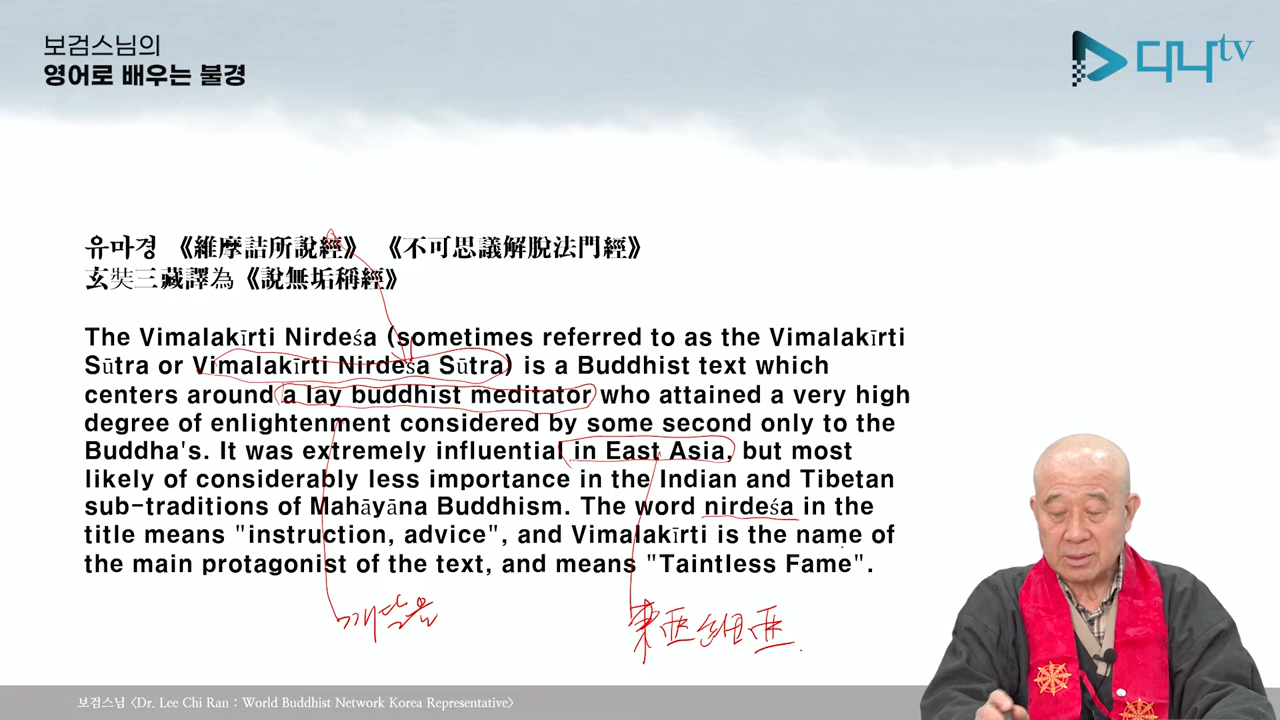 보검스님의
영어로 배우는 불경
다나tv
유마경 《維摩詰所說經》 《不可思議解脫法門經》
玄奘三藏譯為《說無垢稱經》
The Vimalakīrti Nirdeśa (sometimes referred to as the Vimalakīrti
Sūtra or Vimalakīrti Nirdeśa Sūtra) is a Buddhist text which
centers around a lay buddhist meditator who attained a very high
degree of enlightenment considered by some second only to the
Buddha's. It was extremely influential in East Asia, but most
likely of considerably less importance in the Indian and Tibetan
sub-traditions of Mahāyāna Buddhism. The word nirdeśa in the
title means "instruction, advice", and Vimalakīrti is the name of
the main protagonist of the text, and means "Taintless Fame".
깨달음
보검스님 <Dr. Lee Chi Ran : World Buddhist Network Korea Representative>